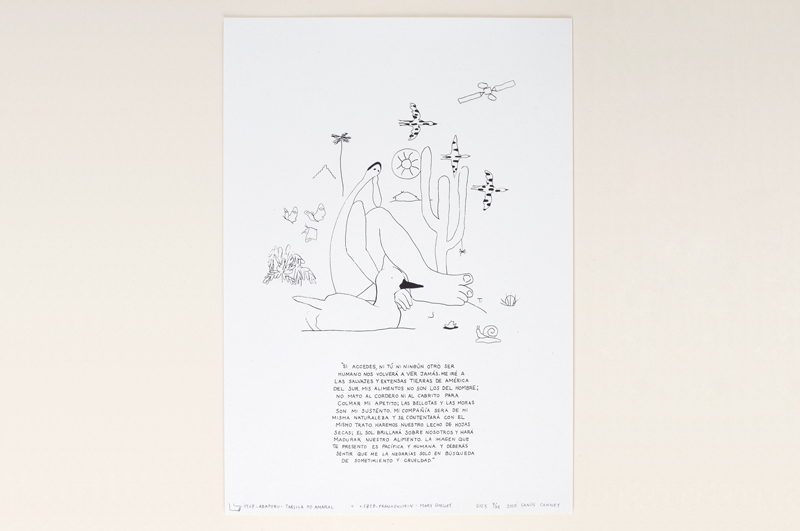 "SI ACCEDES, NI TÚ NI NINGÚN OTRO SER
HUMANO NOS VOLVERÁ A VER JAMÁS. ME IRÉ A
LAS SALVAJES Y EXTENSAS TIERRAS DE AMÉRICA
DEL SUR. MIS ALIMENTOS NO SON LOS DEL HOMBRE;
NO MATO AL CORDERO NI AL CABRITO PARA
COLMAR MI APETITO; LAS BELLOTAS Y LAS MORAS
SON MI SUSTENTO. MI COMPAÑÍA SERÁ DE MI
MISMA NATURALEZA Y SE CONTENTARÁ CON EL
MISMO TRATO HAREMOS NUESTRO LECHO DE HOJAS
SECAS; EL SOL BRILLARÁ SOBRE NOSOTROS Y HARÁ
MADURAR NUESTRO ALIMENTO. LA IMAGEN QUE
TE PRESENTO ES PACÍFICA Y HUMANA Y DEBERÁS
SENTIR QUE ME LA NEGARÍAS SOLO EN BÚSQUEDA
DE SOMETIMIENTO Y CRUELDAD."
1928 - ABAPORU - TARSILA DO AMARAL + 1818 - FRANKENSTEIN - MARY SHELLEY